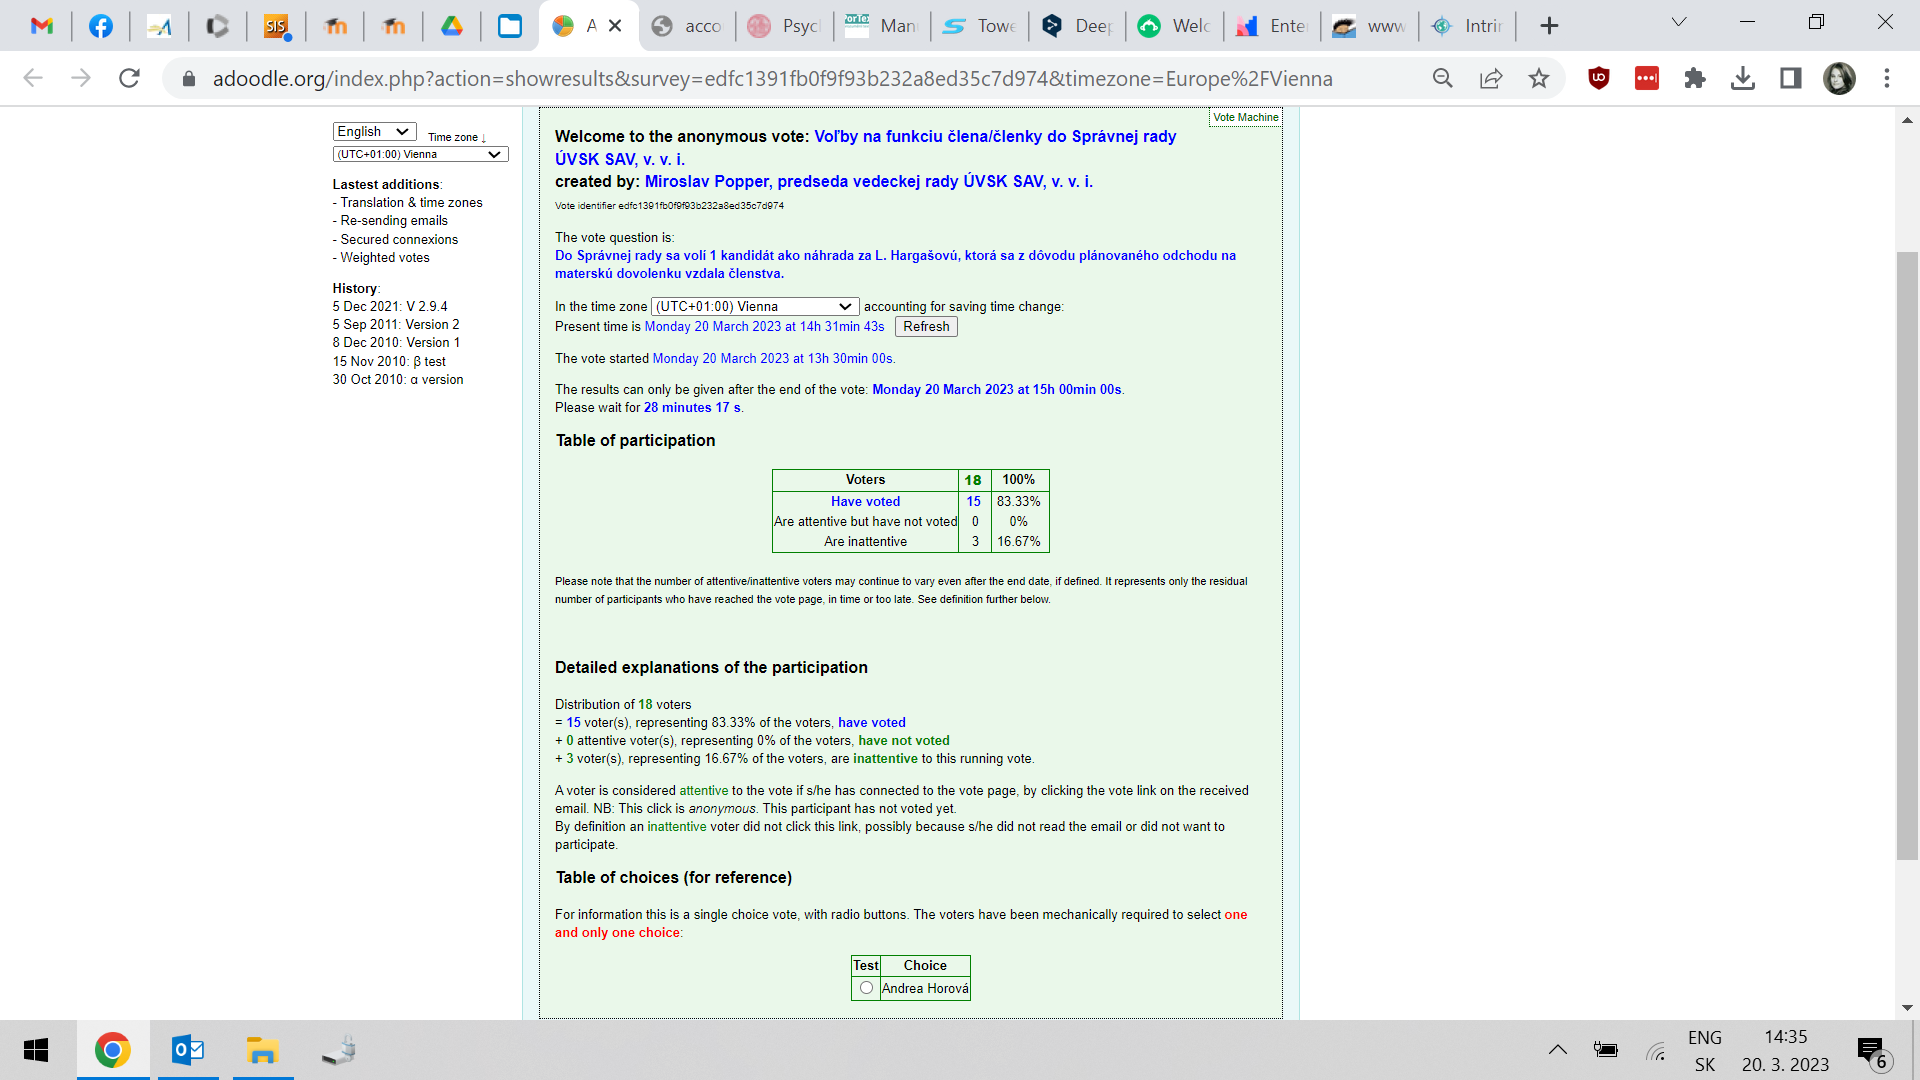 A
acco
Psycl
Man
Towe
Deep
Welc
Enter
www
Intrir
adoodle.org/index.php?action=showresults&survey=edfc1391fb0f9f93b232a8ed35c7d974&timezone=Europe%2FVienna
English
Time zone ↓
(UTC+01:00) Vienna
Lastest additions:
- Translation & time zones
- Re-sending emails
- Secured connexions
- Weighted votes
History:
5 Dec 2021: V 2.9.4
5 Sep 2011: Version 2
8 Dec 2010: Version 1
15 Nov 2010: β test
30 Oct 2010: α version
Vote Machine
Welcome to the anonymous vote: Voľby na funkciu člena/členky do Správnej rady
ÚVSK SAV, v. v. i.
created by: Miroslav Popper, predseda vedeckej rady ÚVSK SAV, v. v. i.
Vote identifier edfc1391fb0f9f93b232a8ed35c7d974
The vote question is:
Do Správnej rady sa volí 1 kandidát ako náhrada za L. Hargašovú, ktorá sa z dôvodu plánovaného odchodu na
materskú dovolenku vzdala členstva.
In the time zone (UTC+01:00) Vienna accounting for saving time change:
Present time is Monday 20 March 2023 at 14h 31min 43s Refresh
The vote started Monday 20 March 2023 at 13h 30min 00s.
The results can only be given after the end of the vote: Monday 20 March 2023 at 15h 00min 00s.
Please wait for 28 minutes 17 s.
Table of participation
Voters 18 100%
Have voted 15 83.33%
Are attentive but have not voted 0 0%
Are inattentive 3 16.67%
Please note that the number of attentive/inattentive voters may continue to vary even after the end date, if defined. It represents only the residual
number of participants who have reached the vote page, in time or too late. See definition further below.
Detailed explanations of the participation
Distribution of 18 voters
= 15 voter(s), representing 83.33% of the voters, have voted
+ 0 attentive voter(s), representing 0% of the voters, have not voted
+ 3 voter(s), representing 16.67% of the voters, are inattentive to this running vote.
A voter is considered attentive to the vote if s/he has connected to the vote page, by clicking the vote link on the received
email. NB: This click is anonymous. This participant has not voted yet.
By definition an inattentive voter did not click this link, possibly because s/he did not read the email or did not want to
participate.
Table of choices (for reference)
For information this is a single choice vote, with radio buttons. The voters have been mechanically required to select one
and only one choice:
Test Choice
Andrea Horová
ENG
SK
14:35
20. 3. 2023
6